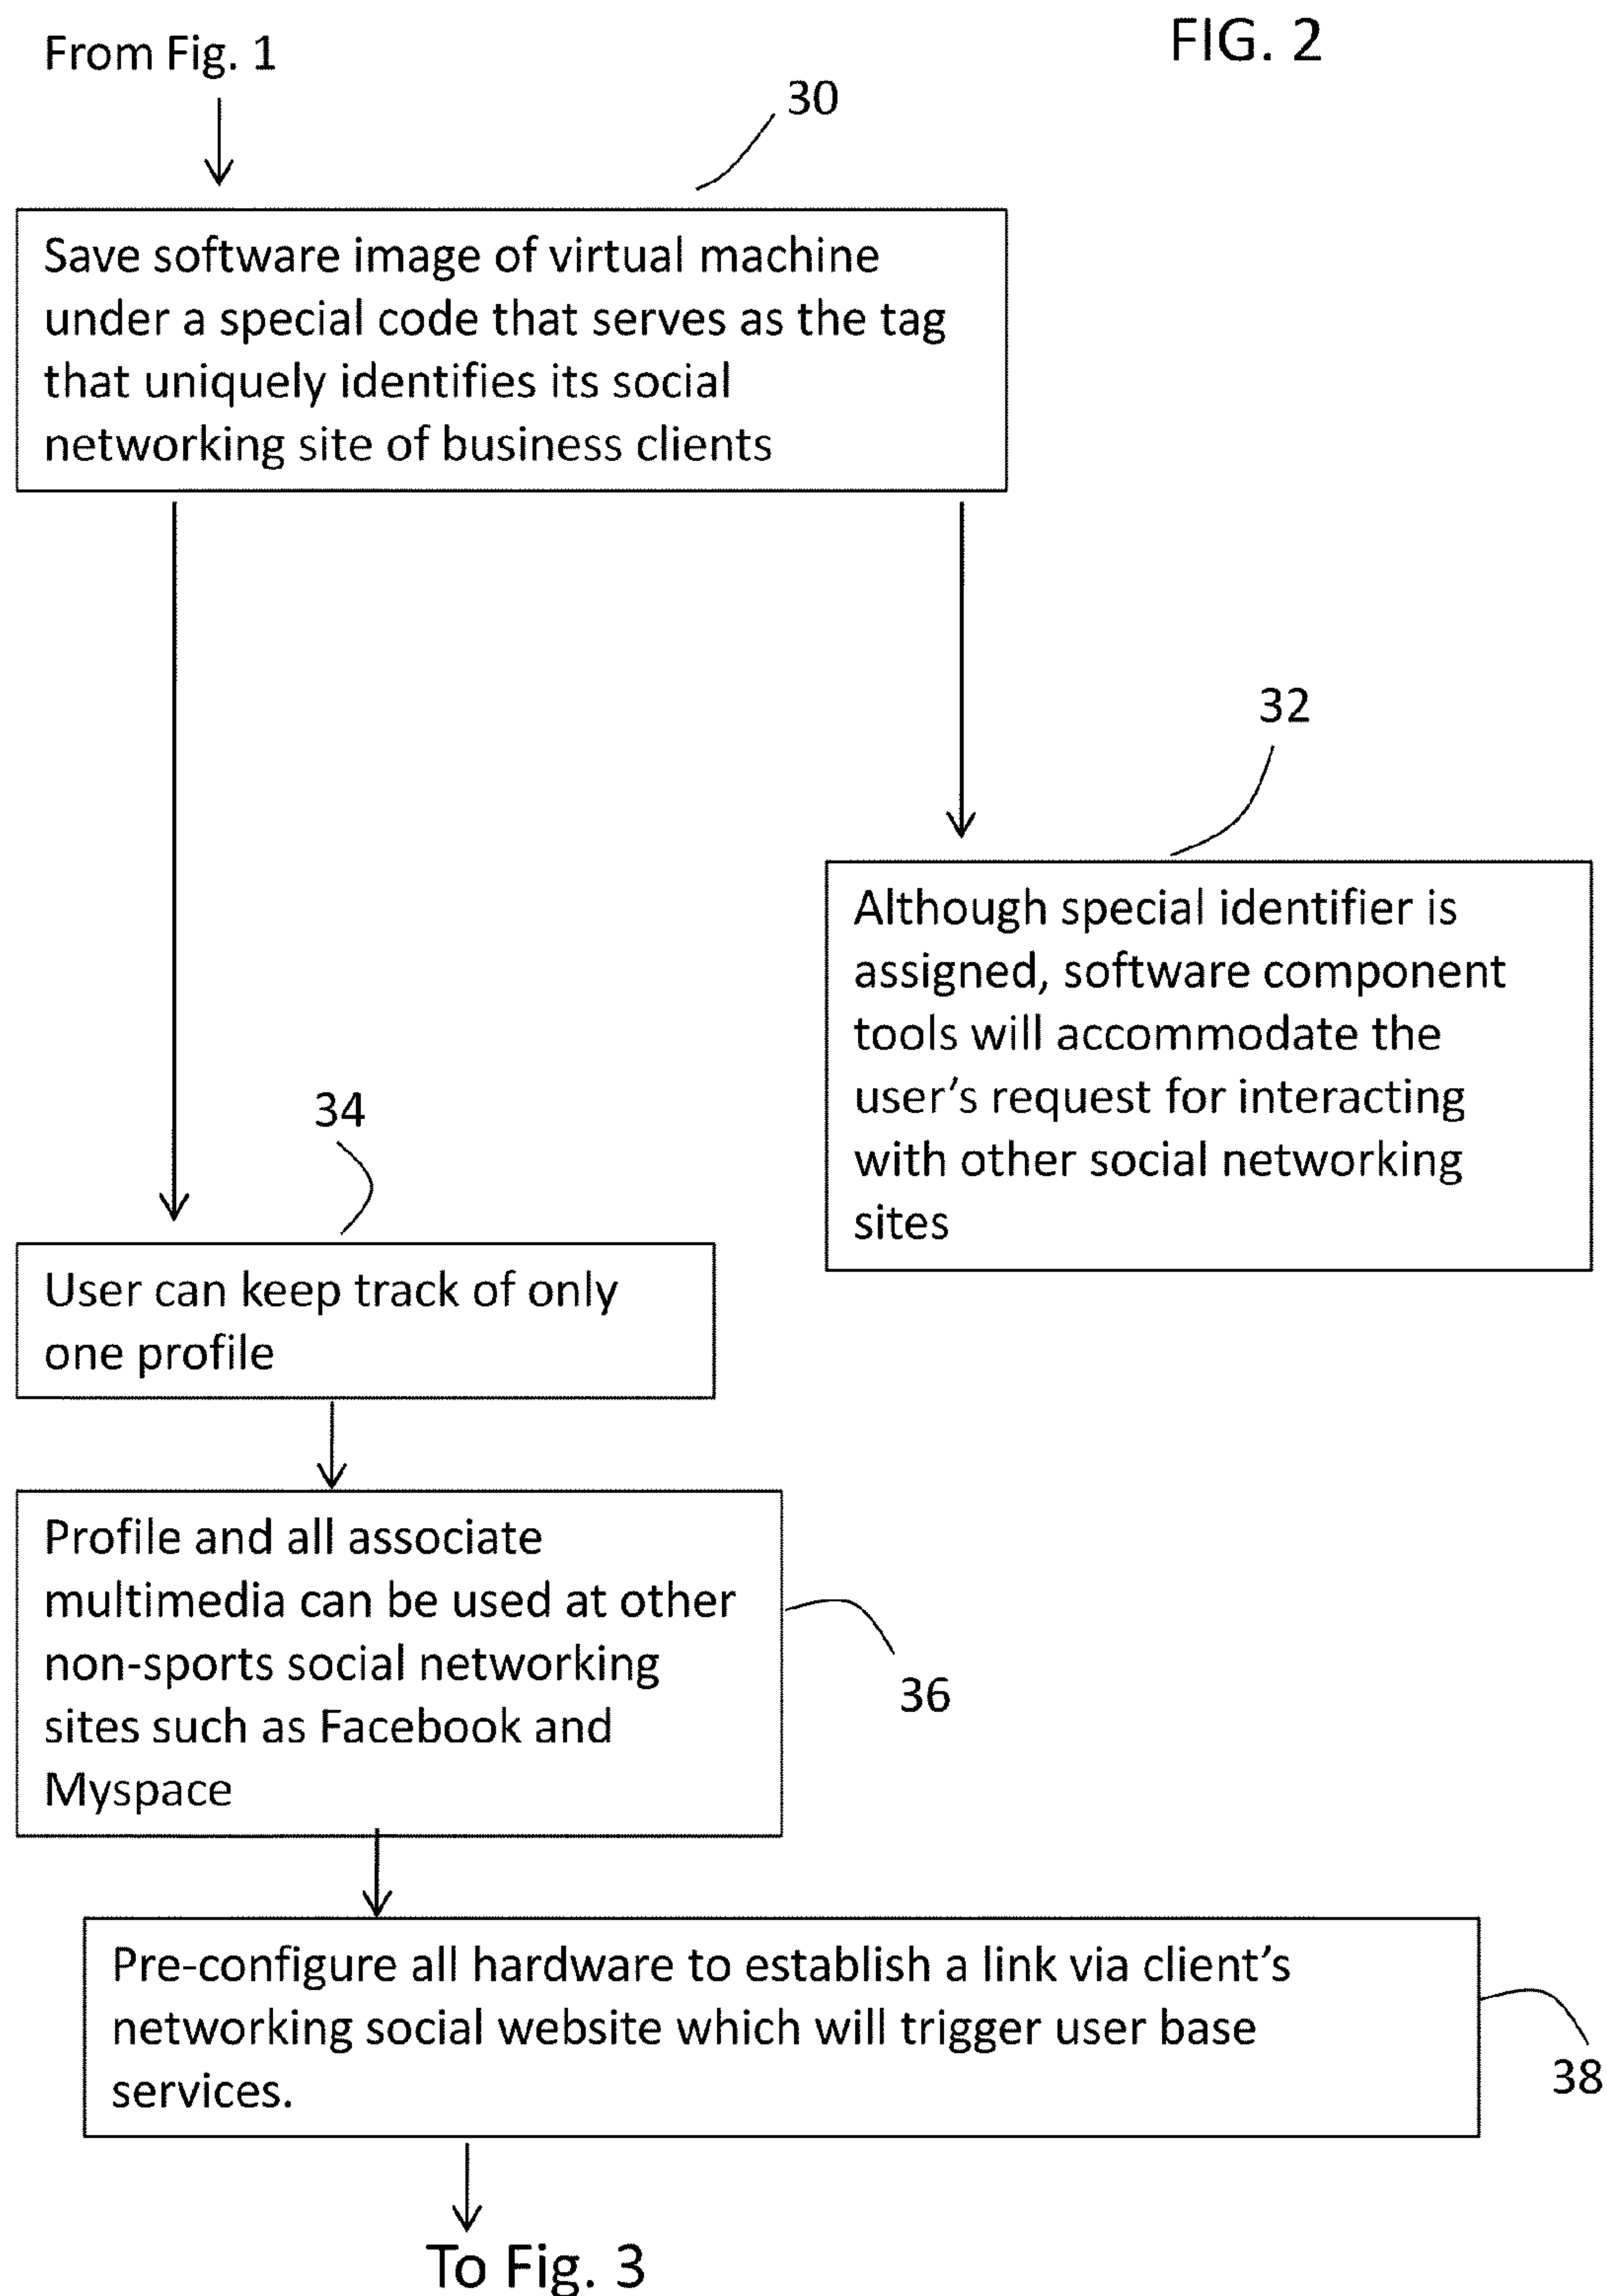 From Fig. 1
FIG. 2
30
Save software image of virtual machine
under a special code that serves as the tag
that uniquely identifies its social
networking site of business clients
32
Although special identifier is
assigned, software component
tools will accommodate the
user’s request for interacting
with other social networking
sites
34
User can keep track of only
one profile
Profile and all associate
multimedia can be used at other
non-sports social networking
sites such as Facebook and
Myspace
36
Pre-configure all hardware to establish a link via client’s
networking social website which will trigger user base
services.
38
To Fig. 3